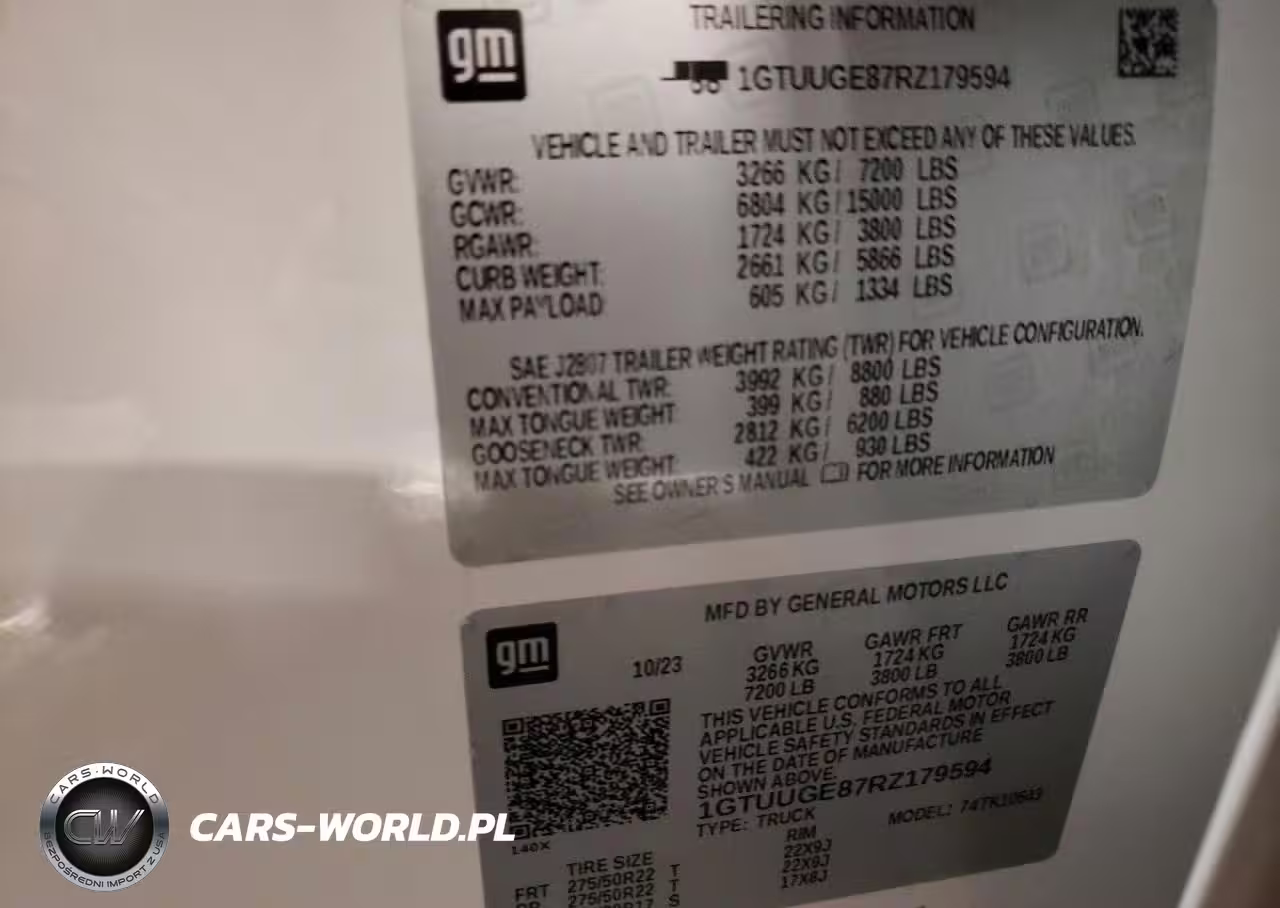 gm
TRAILERING INFORMATION
1GTUUGE87RZ179594
VEHICLE AND TRAILER MUST NOT EXCEED ANY OF THESE VALUES.
GVWR: 3266 KG/ 7200 LBS
GCWR: 6804 KG/ 15000 LBS
RGAWR: 1724 KG/ 3800 LBS
CURB WEIGHT: 2661 KG/ 5866 LBS
MAX PAYLOAD: 605 KG/ 1334 LBS
SAE J2807 TRAILER WEIGHT RATING (TWR) FOR VEHICLE CONFIGURATION.
CONVENTIONAL TWR: 3992 KG/ 8800 LBS
MAX TONGUE WEIGHT: 399 KG/ 880 LBS
GOOSENECK TWR: 2812 KG/ 6200 LBS
MAX TONGUE WEIGHT: 422 KG/ 930 LBS
SEE OWNER'S MANUAL FOR MORE INFORMATION
gm
MFD BY GENERAL MOTORS LLC
10/23
GVWR GAWR FRT GAWR RR
3266 KG 1724 KG 1724 KG
7200 LB 3800 LB 3800 LB
THIS VEHICLE CONFORMS TO ALL
APPLICABLE U.S. FEDERAL MOTOR
VEHICLE SAFETY STANDARDS IN EFFECT
ON THE DATE OF MANUFACTURE
SHOWN ABOVE.
1GTUUGE87RZ179594
TYPE: TRUCK MODEL:
140X
TIRE SIZE RIM
FRT 275/50R22 T 22X9J
275/50R22 T 22X9J
S 17X8J
CARS-WORLD
CW
BEZPOŚREDNI IMPORT Z USA
CARS-WORLD.PL